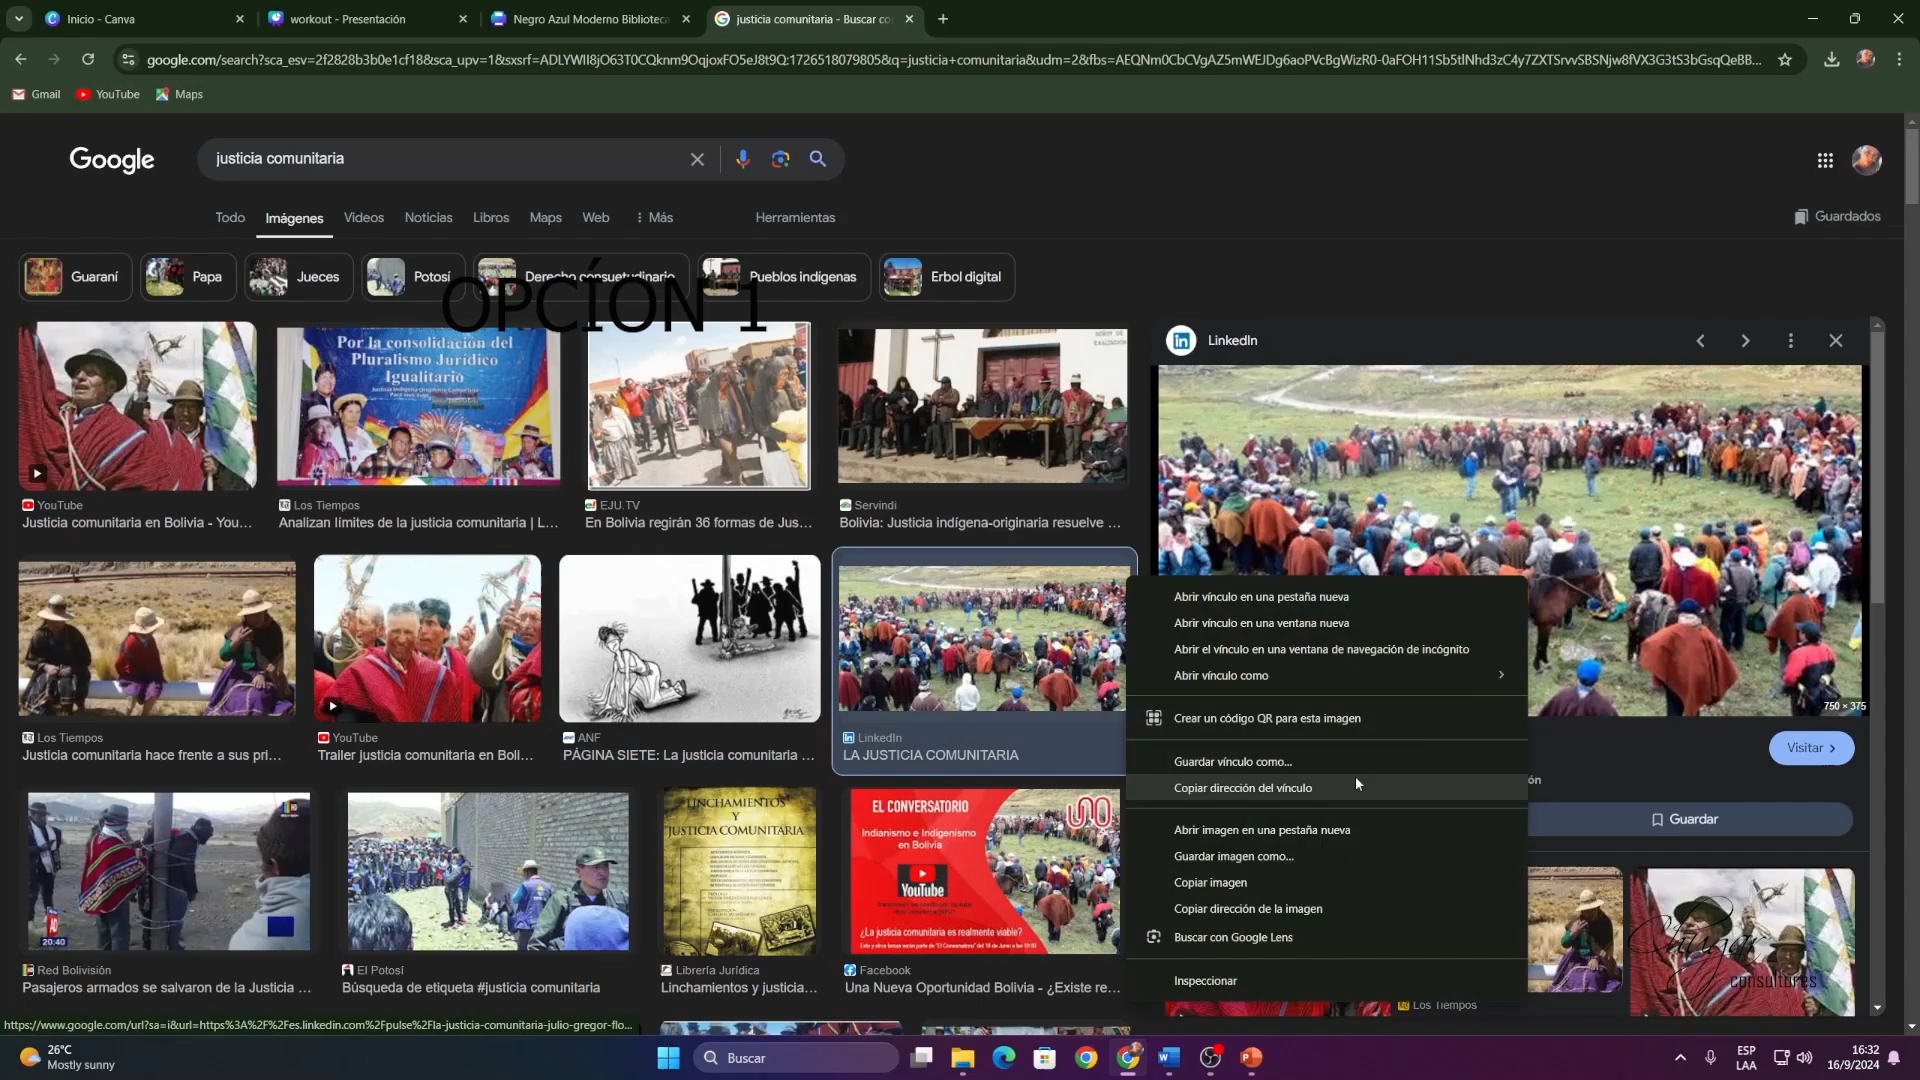 Inicio - Canva
workout - Presentación
Negro Azul Moderno Bibliotec
justicia comunitaria - Buscar co
google.com/search?sca_esv=2f2828b3b0e1cf18&sca_upv=1&sxsrf=ADLYWII8jO63T0CQknm9OqjoxFO5eJ8t9Q:1726518079805&q=justicia+comunitaria&udm=2&fbs=AEQNm0CbCVgAZ5mWEJDg6aoPVcBgWizR0-0aFOH11Sb5tlNhd3zC4y7ZXTSrvvSBSNjw8fVX3G3tS3bGsqQeBB...
Gmail
YouTube
Maps
Google
justicia comunitaria
Todo
Imágenes
Videos
Noticias
Libros
Maps
Web
Más
Herramientas
Guardados
Guaraní
Papa
Jueces
Potosí
Derecho consuetudinario
Pueblos indígenas
Erbol digital
OPCÍON 1
Por la consolidación del
Pluralismo Jurídico
Igualitario
YouTube
Justicia comunitaria en Bolivia - You...
Los Tiempos
Analizan límites de la justicia comunitaria | L...
EJU.TV
En Bolivia regirán 36 formas de Jus...
Servindi
Bolivia: Justicia indígena-originaria resuelve ...
LinkedIn
750 × 375
Visitar
ón
Guardar
Los Tiempos
Justicia comunitaria hace frente a sus pri...
YouTube
Trailer justicia comunitaria en Boli...
ANF
PÁGINA SIETE: La justicia comunitaria ...
LinkedIn
LA JUSTICIA COMUNITARIA
Abrir vínculo en una pestaña nueva
Abrir vínculo en una ventana nueva
Abrir el vínculo en una ventana de navegación de incógnito
Abrir vínculo como
Crear un código QR para esta imagen
Guardar vínculo como...
Copiar dirección del vínculo
Abrir imagen en una pestaña nueva
Guardar imagen como...
Copiar imagen
Copiar dirección de la imagen
Buscar con Google Lens
Inspeccionar
20:40
LINCHAMIENTOS
Y
JUSTICIA COMUNITARIA
EL CONVERSATORIO
Indianismo e Indigenismo
en Bolivia
YouTube
¿La justicia comunitaria es realmente viable?
Red Bolivisión
Pasajeros armados se salvaron de la Justicia ...
El Potosí
Búsqueda de etiqueta #justicia comunitaria
Librería Jurídica
Linchamientos y justicia...
Facebook
Una Nueva Oportunidad Bolivia - ¿Existe re...
Los Tiempos
Chugar
consultores
https://www.google.com/url?sa=i&url=https%3A%2F%2Fes.linkedin.com%2Fpulse%2Fla-justicia-comunitaria-julio-gregor-flo...
26°C
Mostly sunny
Buscar
ESP
LAA
16:32
16/9/2024